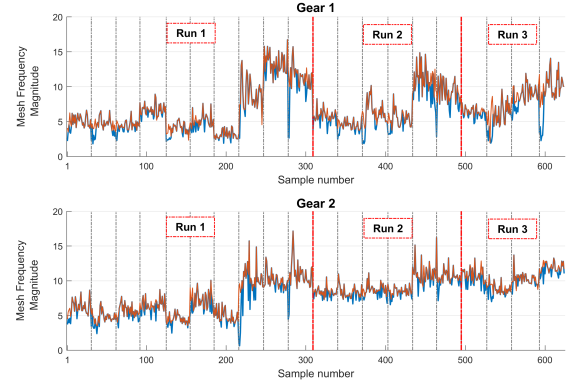 Gear 1
Mesh Frequency
Magnitude
20
15
10
5
0
Run 1
Run 2
Run 3
1
100
200
300
400
500
600
Sample number
Gear 2
Mesh Frequency
Magnitude
20
15
10
5
0
Run 1
Run 2
Run 3
1
100
200
300
400
500
600
Sample number